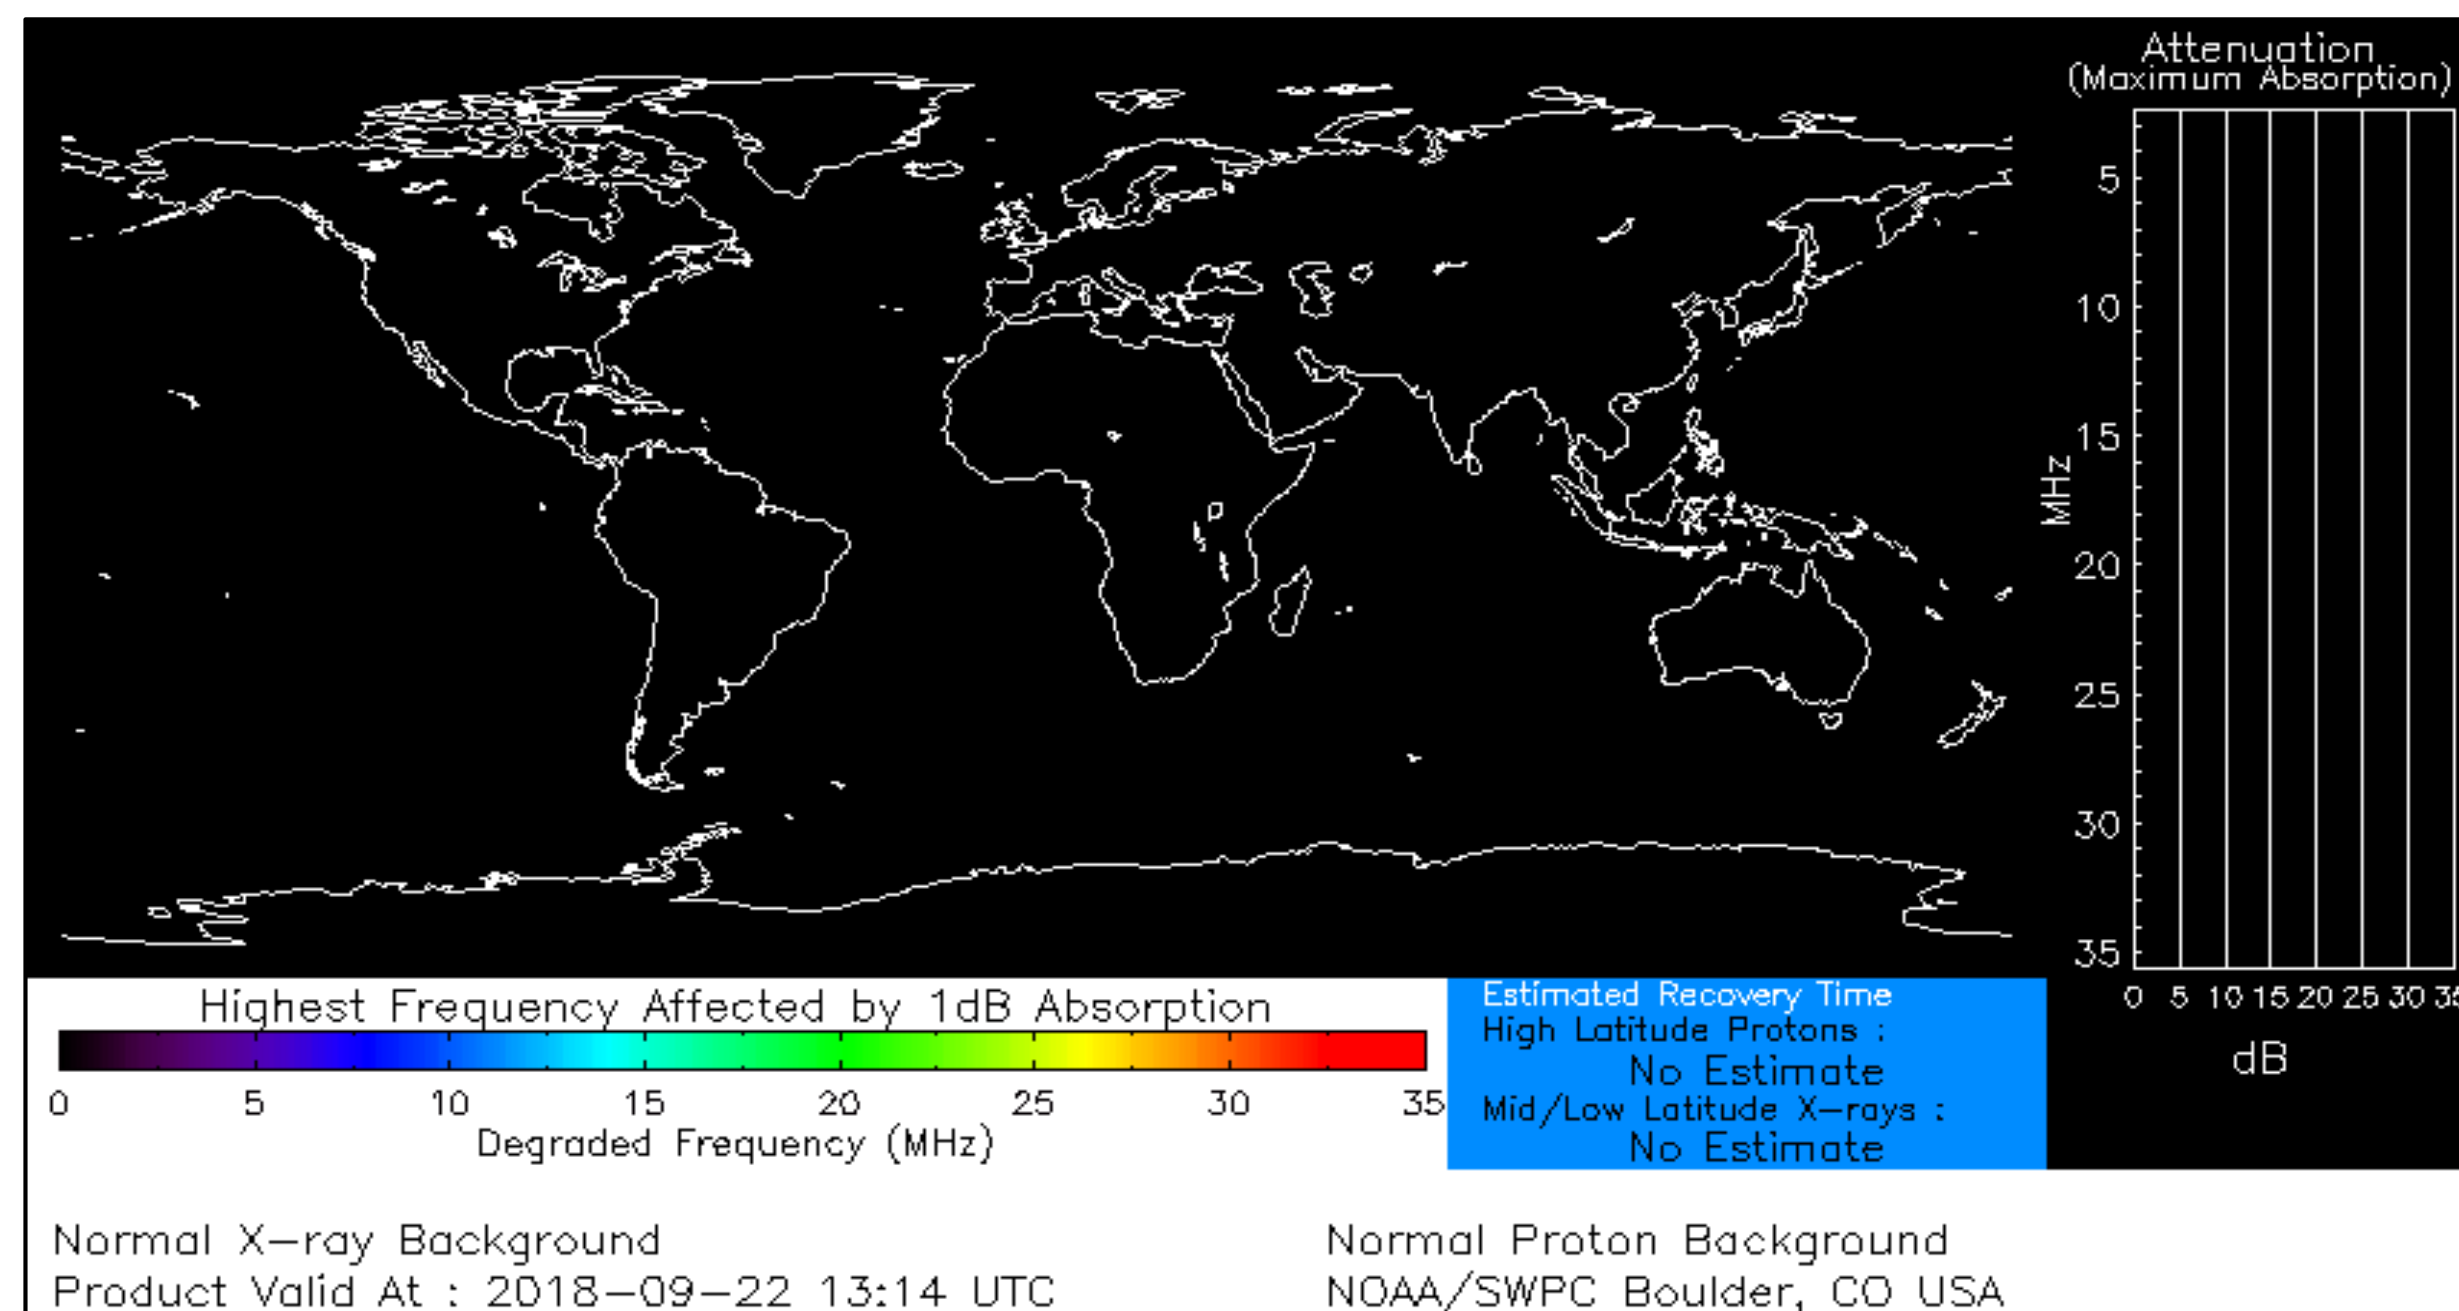 Attenuation
(Maximum Absorption)
5
10
15
20
25
30
35
MHz
0 5 10 15 20 25 30 35
dB
Highest Frequency Affected by 1dB Absorption
0 5 10 15 20 25 30 35
Degraded Frequency (MHz)
Estimated Recovery Time
High Latitude Protons :
No Estimate
Mid/Low Latitude X-rays :
No Estimate
Normal X-ray Background
Normal Proton Background
Product Valid At : 2018-09-22 13:14 UTC
NOAA/SWPC Boulder, CO USA